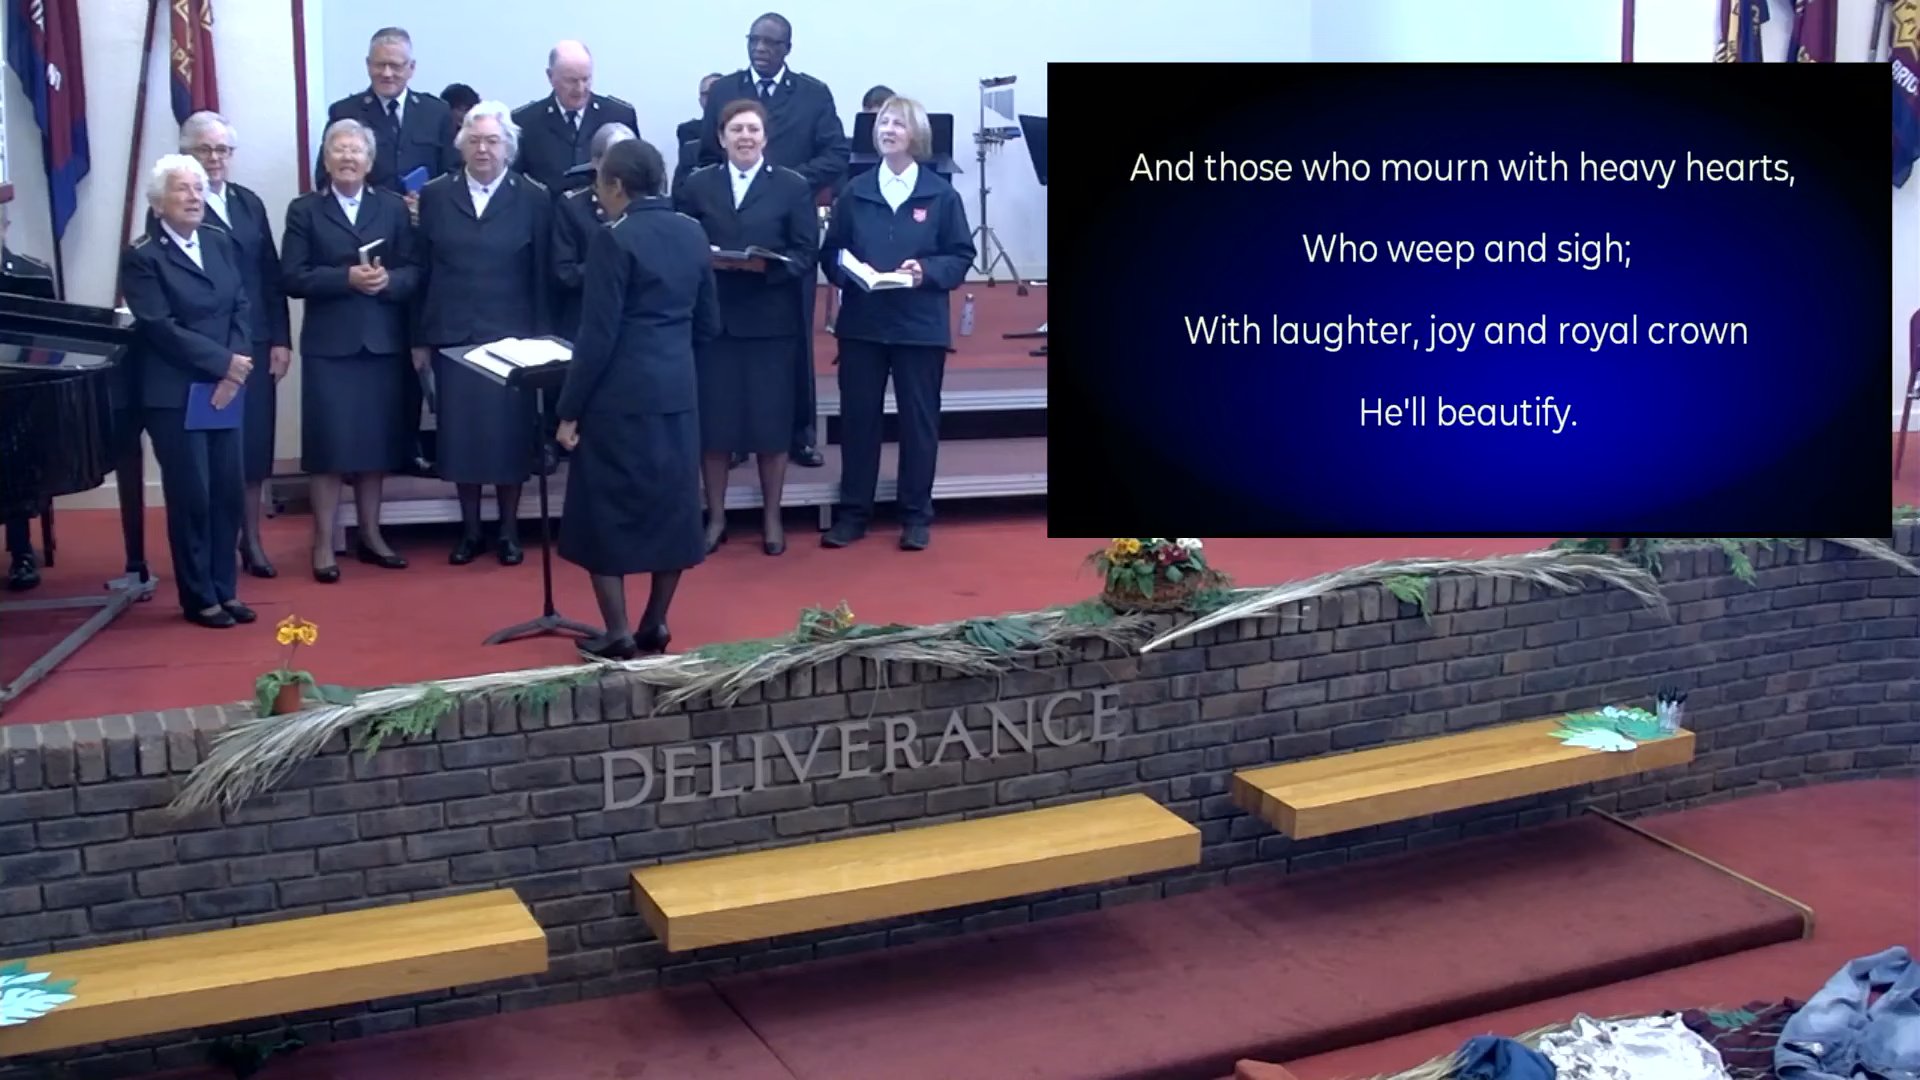 And those who mourn with heavy hearts,
Who weep and sigh;
With laughter, joy and royal crown
He'll beautify.
DELIVERANCE